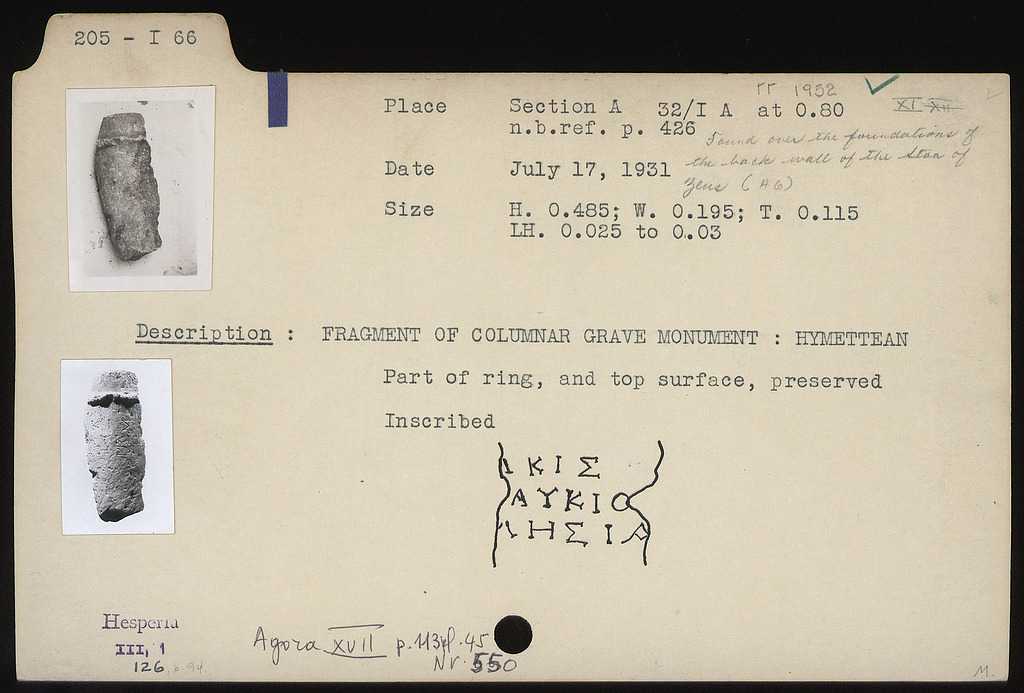 205 - I 66
rr 1952
Place Section A 32/I A at 0.80 XI XII
n.b.ref. p. 426
Found over the foundations of
the back wall of the Stoa of
Zeus (H6)
Date July 17, 1931
Size H. 0.485; W. 0.195; T. 0.115
LH. 0.025 to 0.03
Description : FRAGMENT OF COLUMNAR GRAVE MONUMENT : HYMETTEAN
Part of ring, and top surface, preserved
Inscribed
ΚΙΣ
ΑΥΚΙΟ
ΗΣΙΑ
Hesperia
III, 1
126, p. 94.
Agora XVII p. 113 pl. 45
Nr. 550
M.